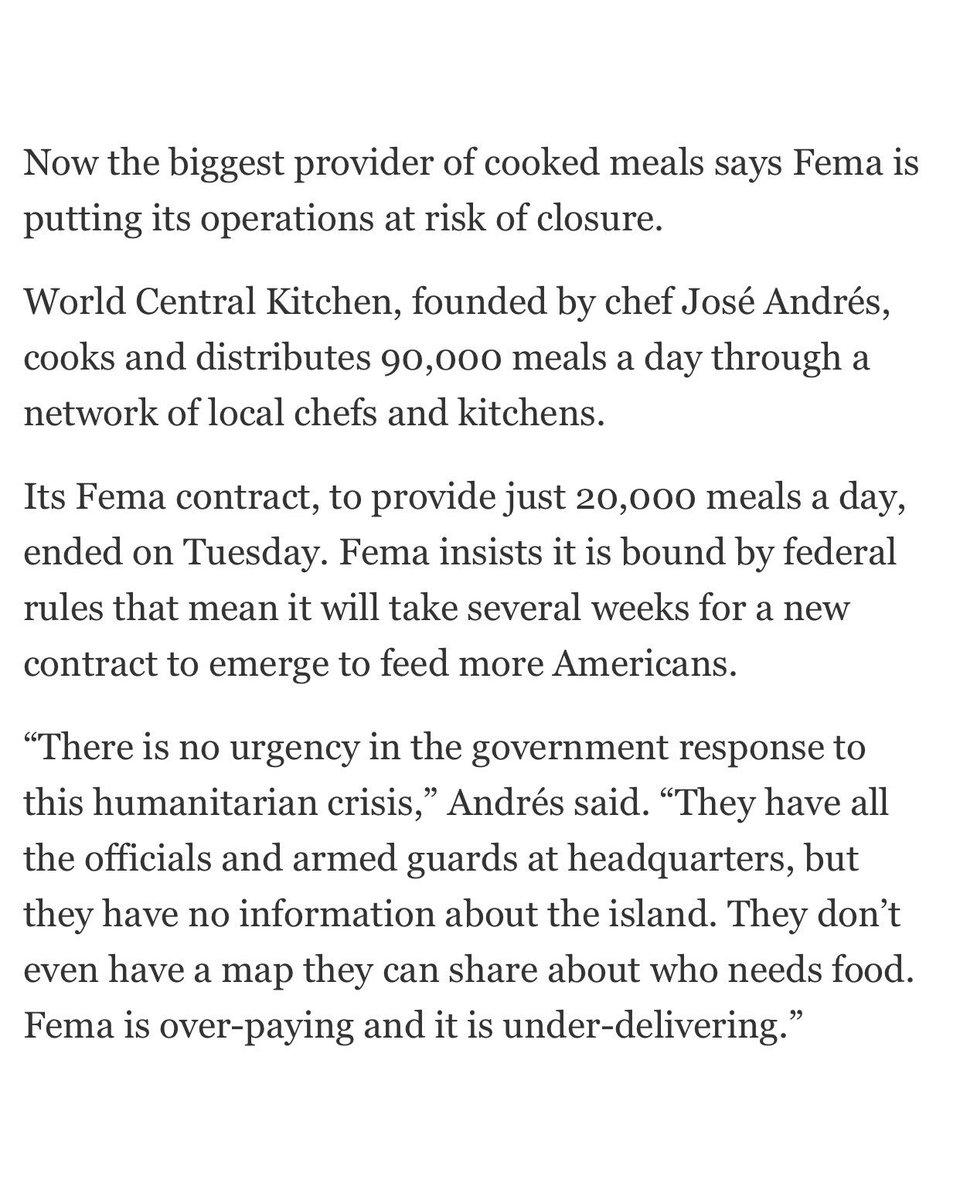 Now the biggest provider of cooked meals says Fema is
putting its operations at risk of closure.
World Central Kitchen, founded by chef José Andrés,
cooks and distributes 90,000 meals a day through a
network of local chefs and kitchens.
Its Fema contract, to provide just 20,000 meals a day,
ended on Tuesday. Fema insists it is bound by federal
rules that mean it will take several weeks for a new
contract to emerge to feed more Americans.
“There is no urgency in the government response to
this humanitarian crisis,” Andrés said. “They have all
the officials and armed guards at headquarters, but
they have no information about the island. They don’t
even have a map they can share about who needs food.
Fema is over-paying and it is under-delivering.”